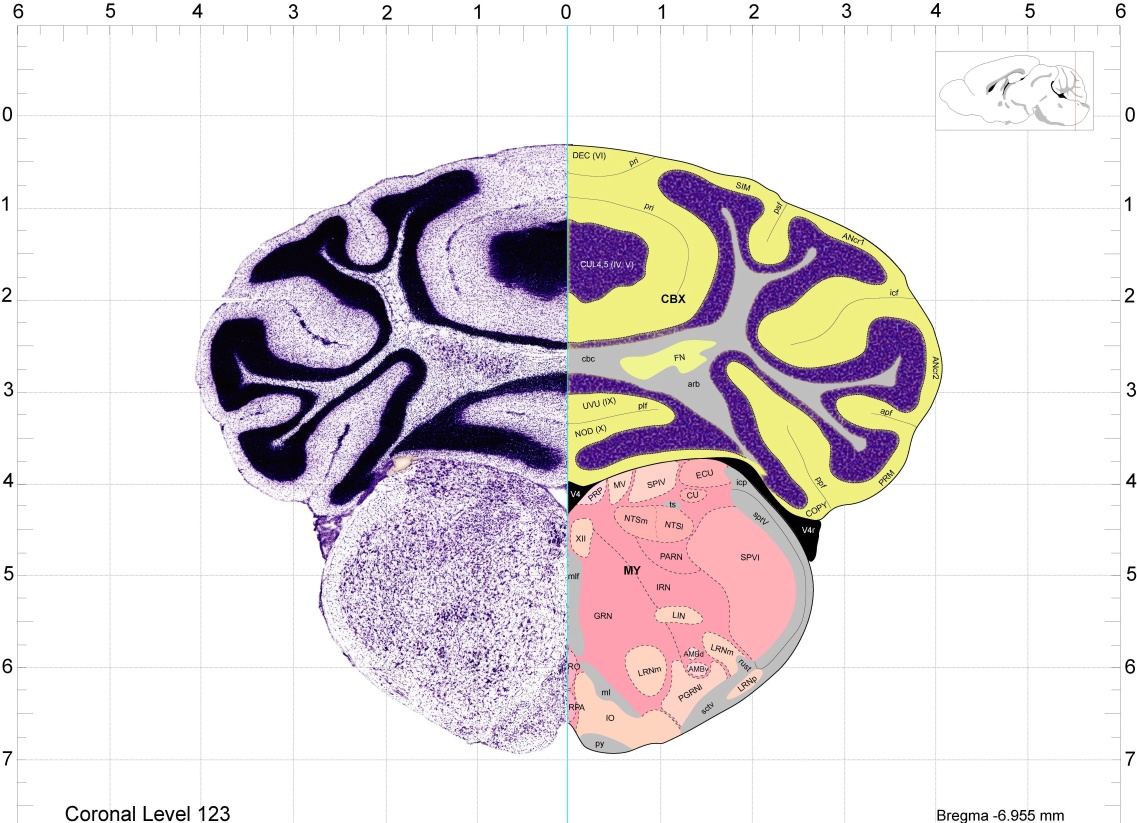 6 5 4 3 2 1 0 1 2 3 4 5 6
0 0
DEC (VI) pri
SIM
1 pri psf 1
ANcr1
CUL4,5 (IV, V)
2 CBX icf 2
cbc FN ANcr2
arb
3 3
UVU (IX) plf apf
NOD (X)
ECU PRM
4 MV SPIV icp ppf 4
V4 PRP CU
ts COPY
NTSm NTSl sptV
XII V4r
PARN SPVI
5 mlf MY 5
IRN
GRN LIN
AMBd LRNm
6 RO LRNm AMBv rust 6
ml PGRNl LRNp
RPA IO sctv
py
7 7
Coronal Level 123 Bregma -6.955 mm